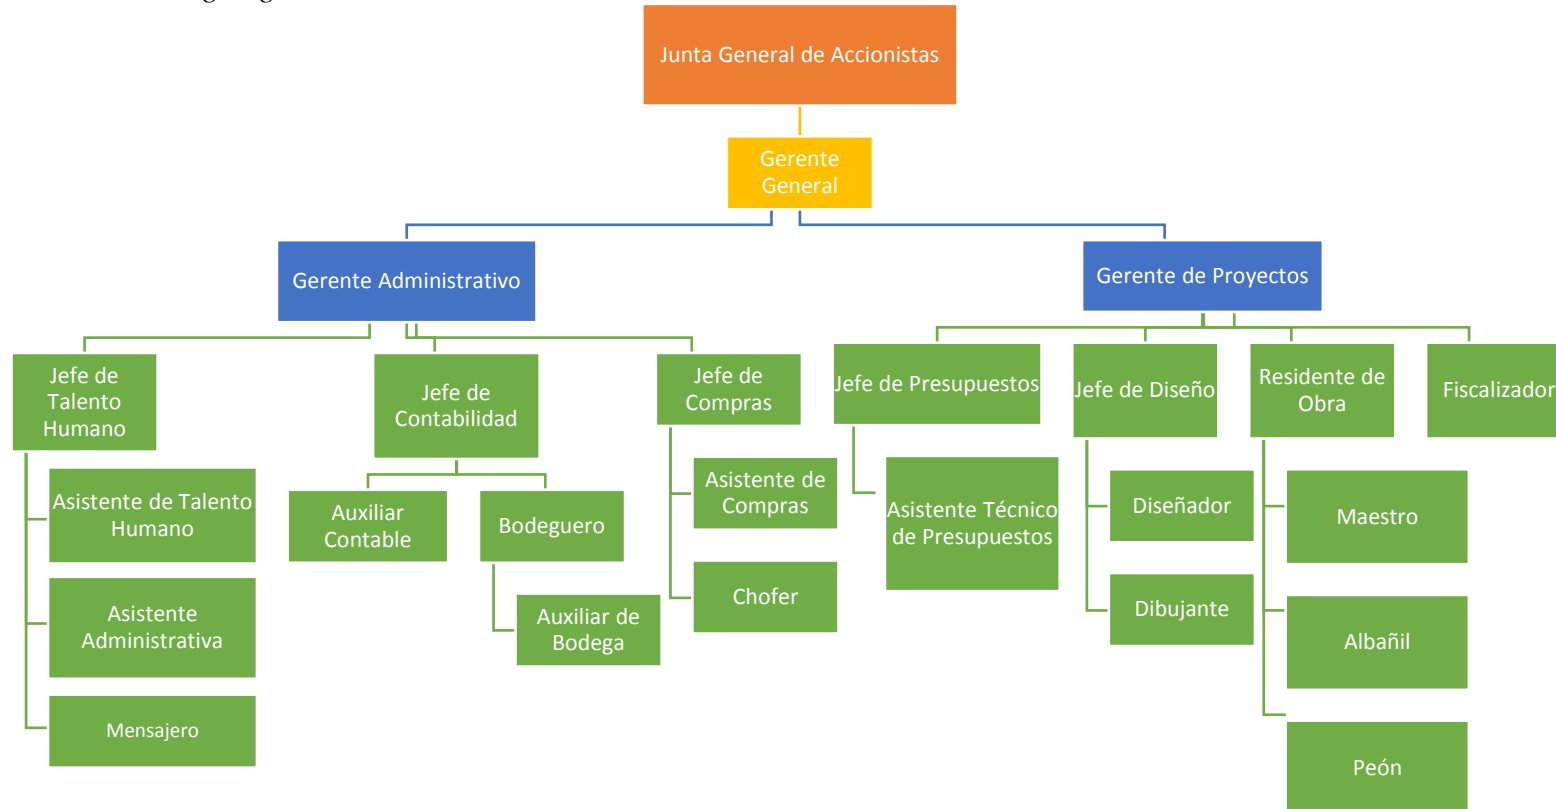 Junta General de Accionistas
Gerente
General
Gerente Administrativo
Gerente de Proyectos
Jefe de
Talento
Humano
Jefe de
Contabilidad
Jefe de
Compras
Jefe de Presupuestos
Jefe de Diseño
Residente de
Obra
Fiscalizador
Asistente de Talento
Humano
Asistente
Administrativa
Mensajero
Auxiliar
Contable
Bodeguero
Auxiliar de
Bodega
Asistente de
Compras
Chofer
Asistente Técnico
de Presupuestos
Diseñador
Dibujante
Maestro
Albañil
Peón